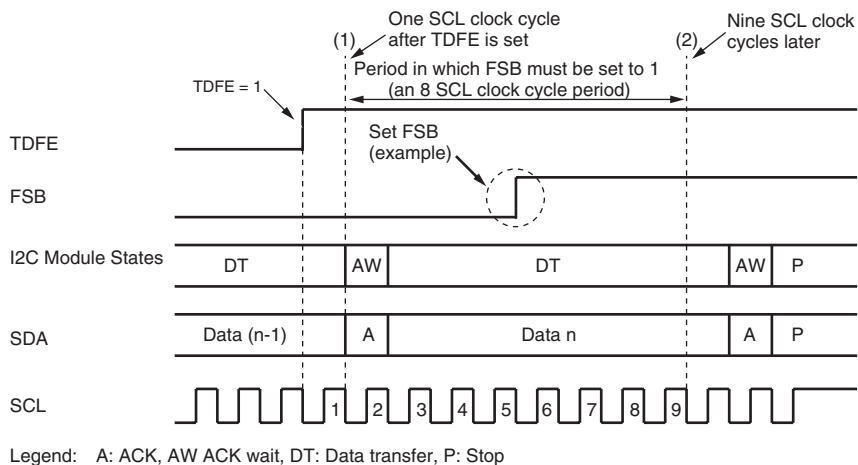 (1)
One SCL clock cycle
after TDFE is set
(2)
Nine SCL clock
cycles later
Period in which FSB must be set to 1
(an 8 SCL clock cycle period)
TDFE = 1
TDFE
Set FSB
(example)
FSB
I2C Module States
DT
AW
DT
AW
P
SDA
Data (n-1)
A
Data n
A
P
SCL
1
2
3
4
5
6
7
8
9
Legend: A: ACK, AW ACK wait, DT: Data transfer, P: Stop